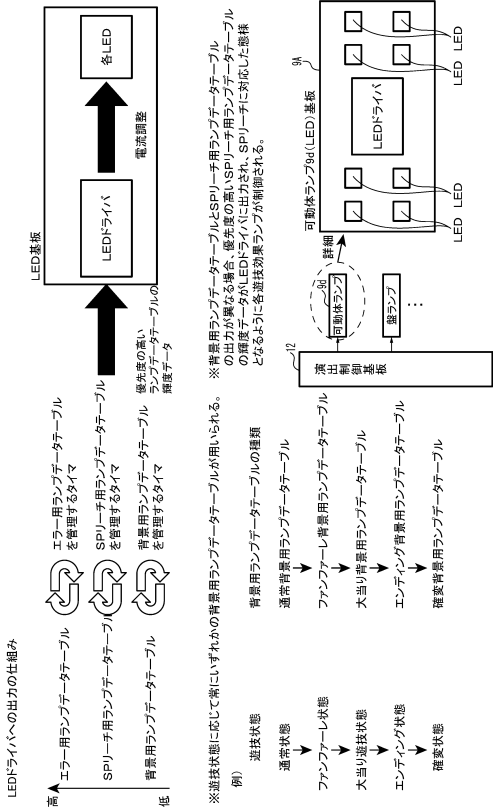 LEDドライバへの出力の仕組み
高
低
エラー用ランプデータテーブル
SPリーチ用ランプデータテーブル
背景用ランプデータテーブル
エラー用ランプデータテーブル
を管理するタイマ
SPリーチ用ランプデータテーブル
を管理するタイマ
背景用ランプデータテーブル
を管理するタイマ
優先度の高い
ランプデータテーブルの
輝度データ
LED基板
LEDドライバ
電流調整
各LED
※遊技状態に応じて常にいずれかの背景用ランプデータテーブルが用いられる。
例)
遊技状態
通常状態
ファンファーレ状態
大当り遊技状態
エンディング状態
確変状態
背景用ランプデータテーブルの種類
通常背景用ランプデータテーブル
ファンファーレ背景用ランプデータテーブル
大当り背景用ランプデータテーブル
エンディング背景用ランプデータテーブル
確変背景用ランプデータテーブル
※背景用ランプデータテーブルとSPリーチ用ランプデータテーブル
の出力が異なる場合、優先度の高いSPリーチ用ランプデータテーブル
の輝度データがLEDドライバに出力され、SPリーチに対応した態様
となるように各遊技効果ランプが制御される。
12
演出制御基板
9d
可動体ランプ
盤ランプ
…
詳細
可動体ランプ9d(LED)基板
9A
LEDドライバ
LED
LED
LED
LED